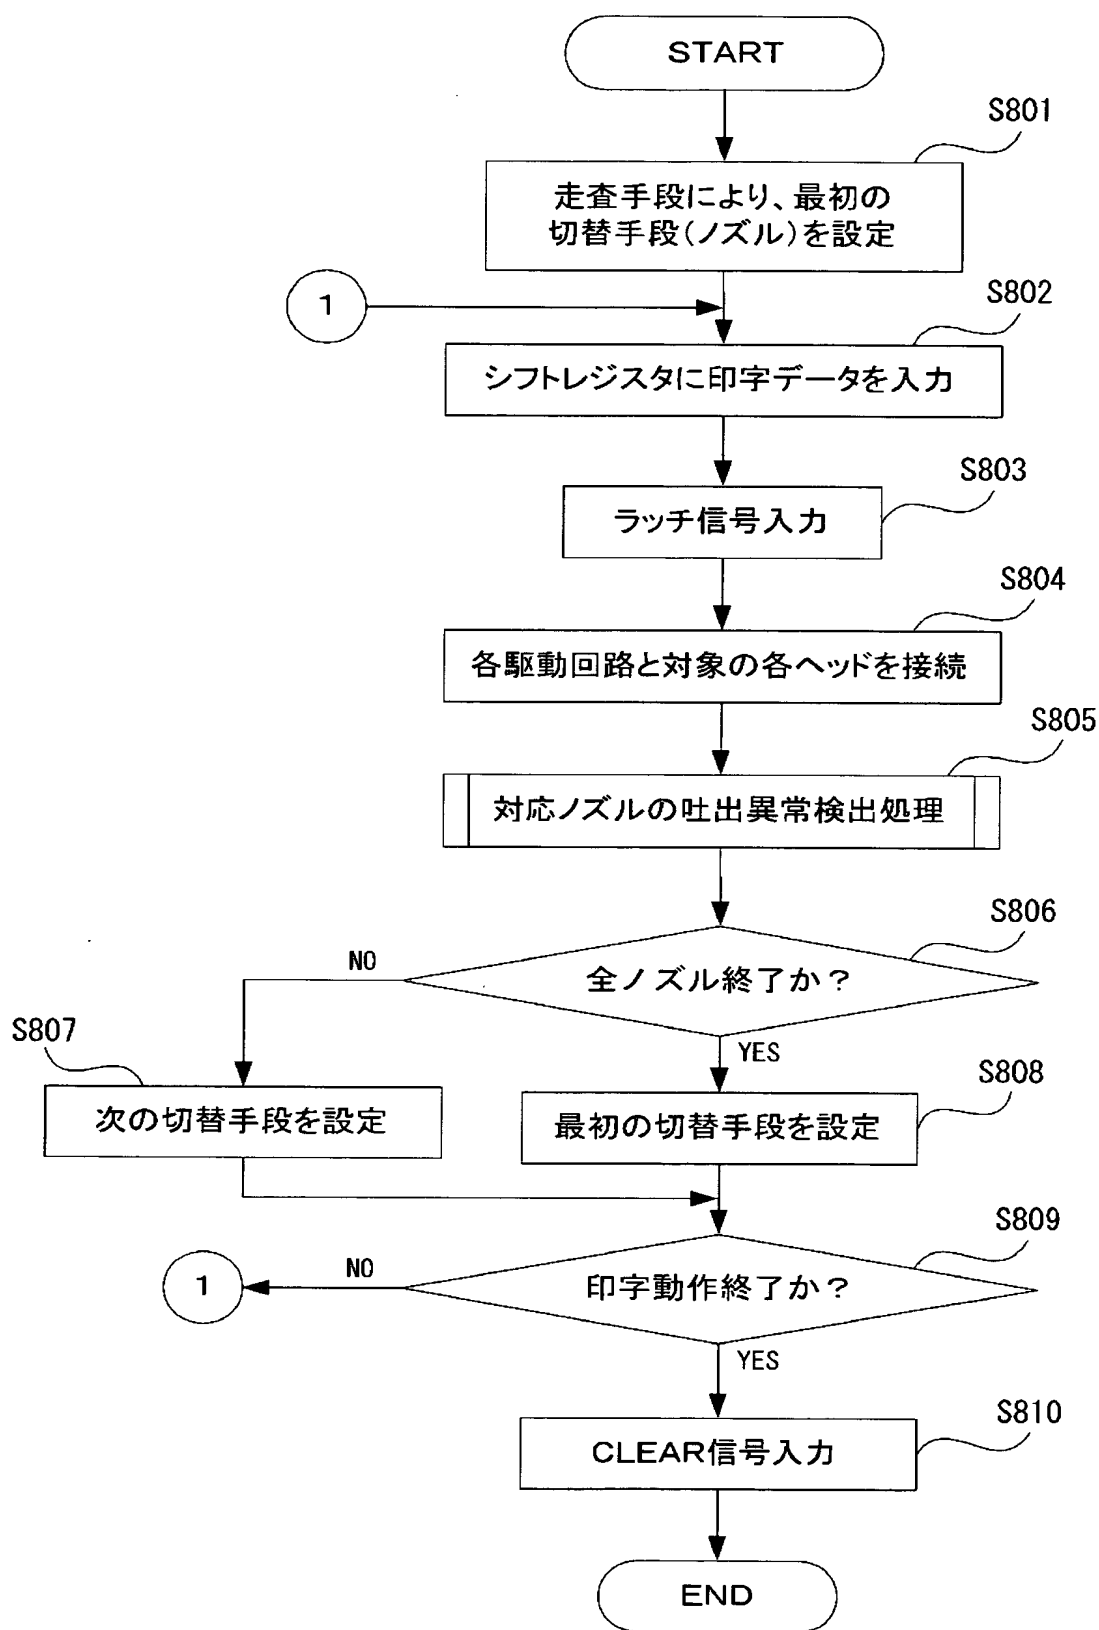 START
S801
走査手段により、最初の
切替手段(ノズル)を設定
1
S802
シフトレジスタに印字データを入力
S803
ラッチ信号入力
S804
各駆動回路と対象の各ヘッドを接続
S805
対応ノズルの吐出異常検出処理
S806
全ノズル終了か?
NO
YES
S807
次の切替手段を設定
S808
最初の切替手段を設定
S809
印字動作終了か?
NO
1
YES
S810
CLEAR信号入力
END